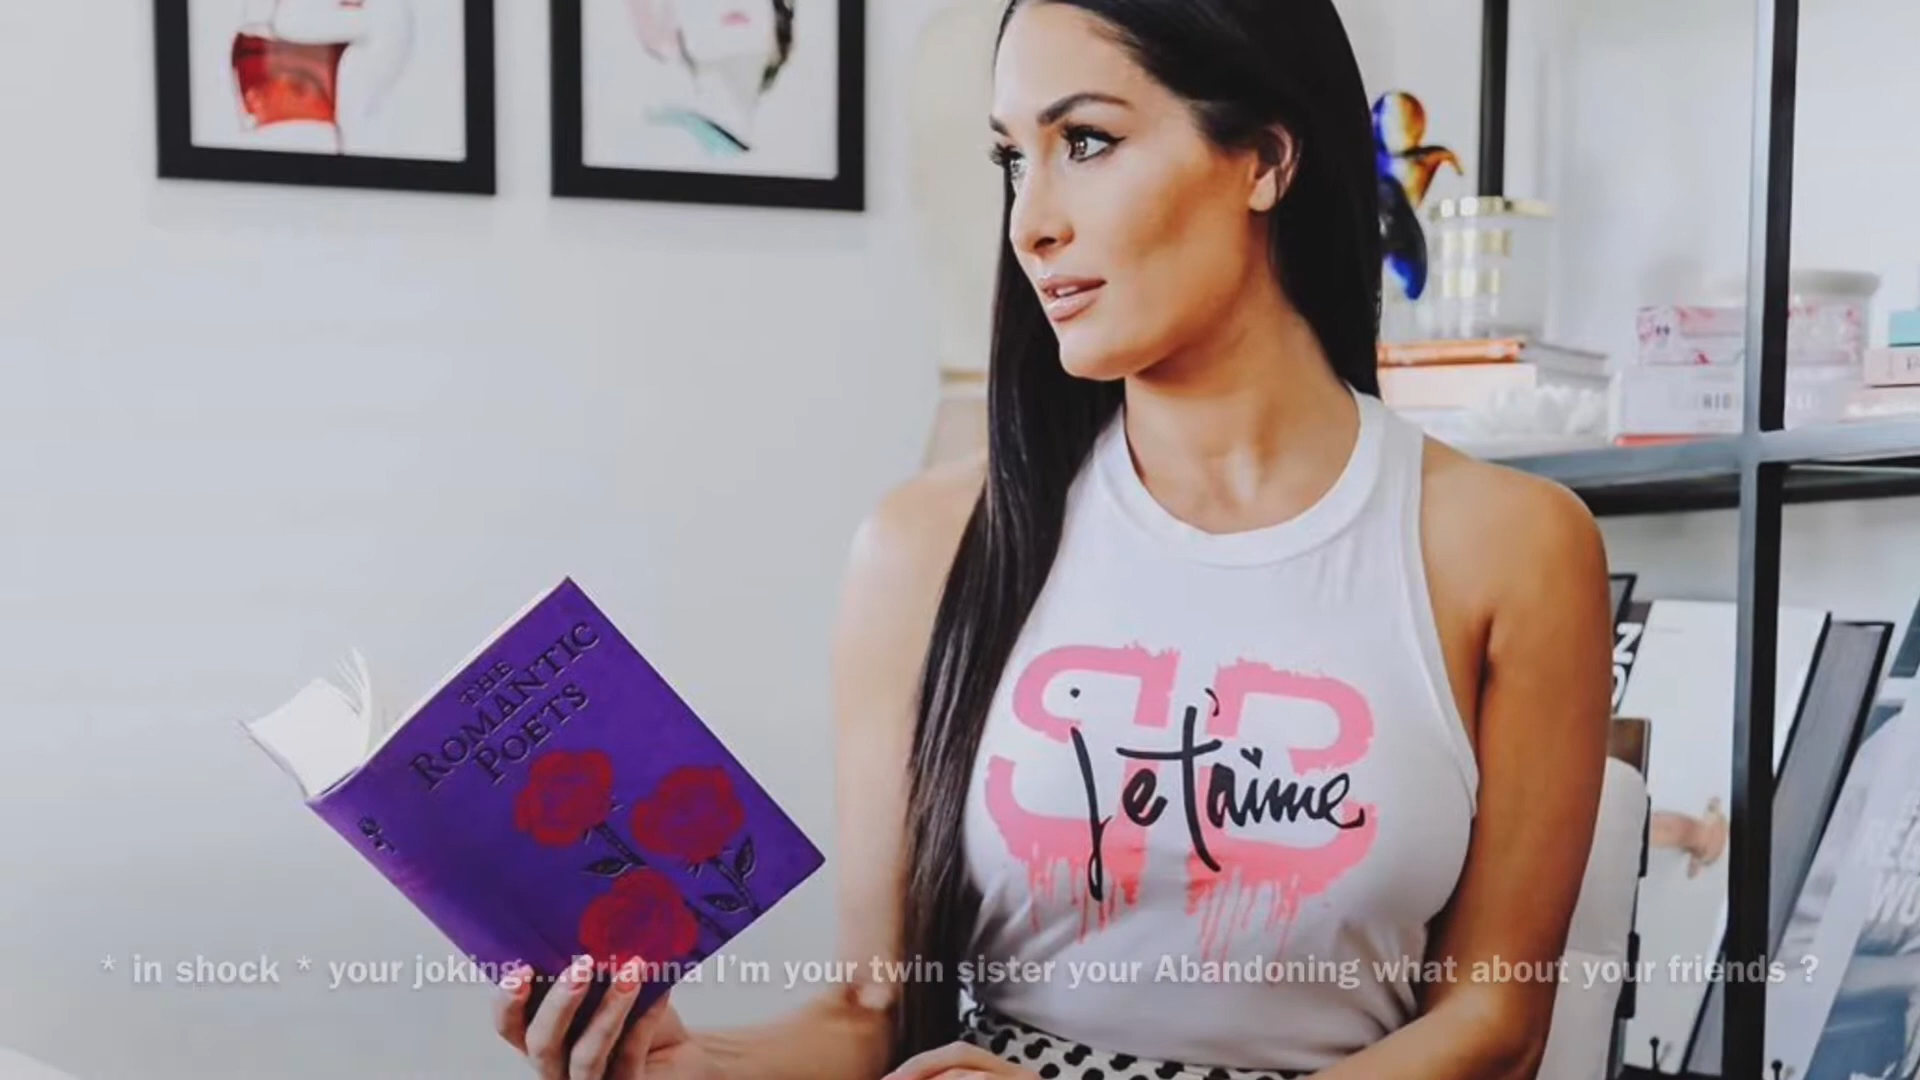 THE
ROMANTIC
POETS
je t'aime
* in shock * your joking....Brianna I'm your twin sister your Abandoning what about your friends ?